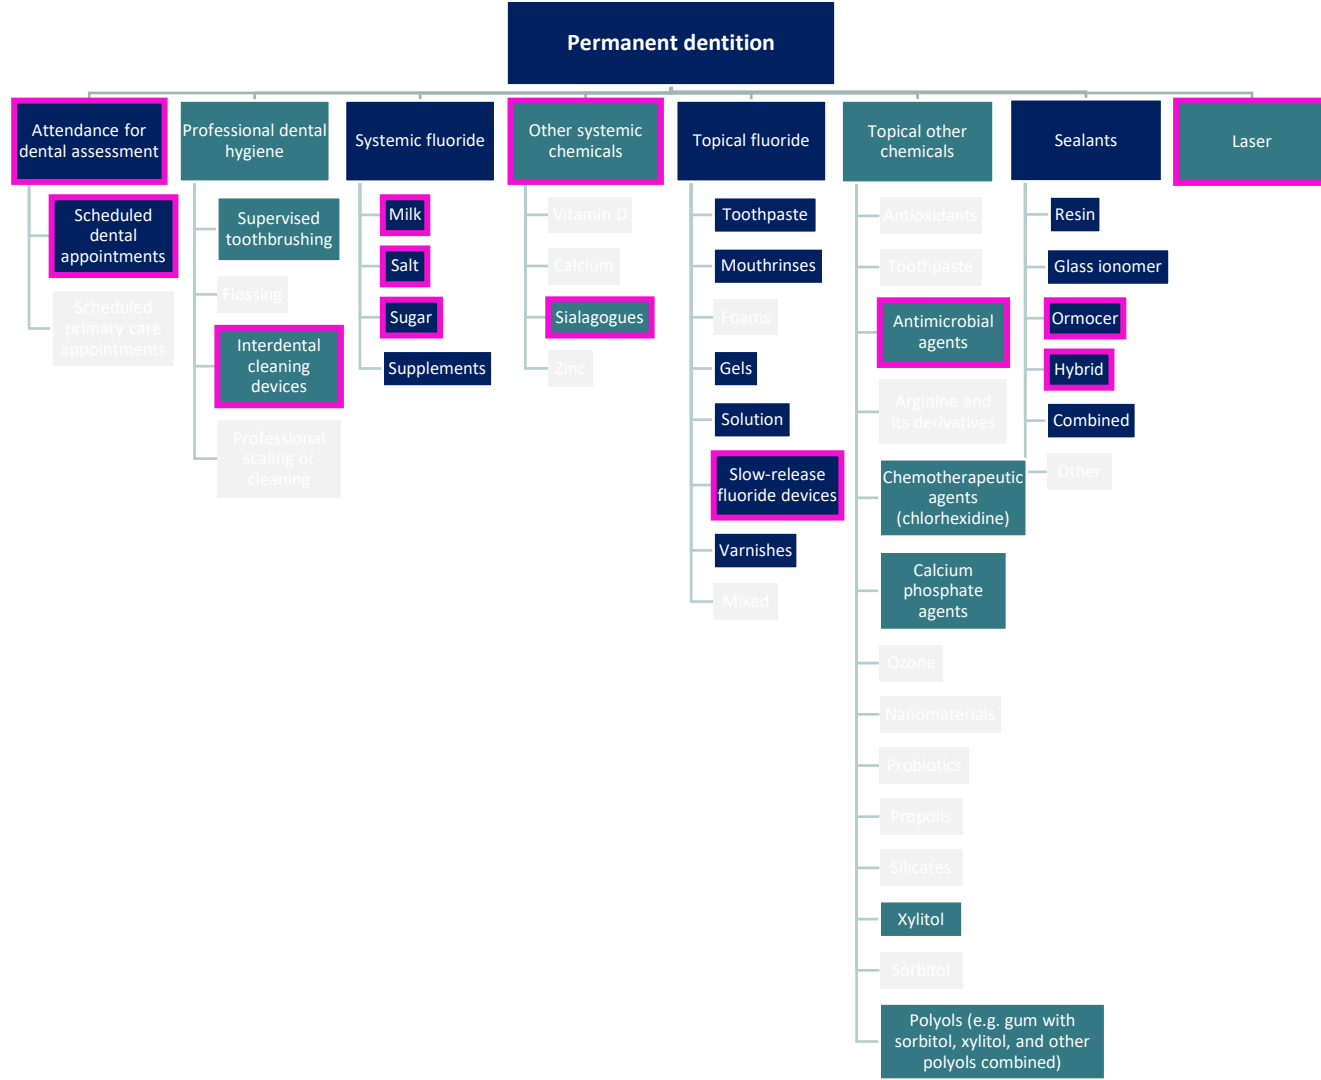 Permanent dentition
Attendance for
dental assessment
Scheduled
dental
appointments
Scheduled
primary care
appointments
Professional dental
hygiene
Supervised
toothbrushing
Flossing
Interdental
cleaning
devices
Professional
scaling or
cleaning
Systemic fluoride
Milk
Salt
Sugar
Supplements
Other systemic
chemicals
Vitamin D
Calcium
Sialagogues
Zinc
Topical fluoride
Toothpaste
Mouthrinses
Foams
Gels
Solution
Slow-release
fluoride devices
Varnishes
Mixed
Topical other
chemicals
Antioxidants
Toothpaste
Antimicrobial
agents
Arginine and
its derivatives
Chemotherapeutic
agents
(chlorhexidine)
Calcium
phosphate
agents
Ozone
Nanomaterials
Probiotics
Propolis
Silicates
Xylitol
Sorbitol
Polyols (e.g. gum with
sorbitol, xylitol, and other
polyols combined)
Sealants
Resin
Glass ionomer
Ormocer
Hybrid
Combined
Other
Laser